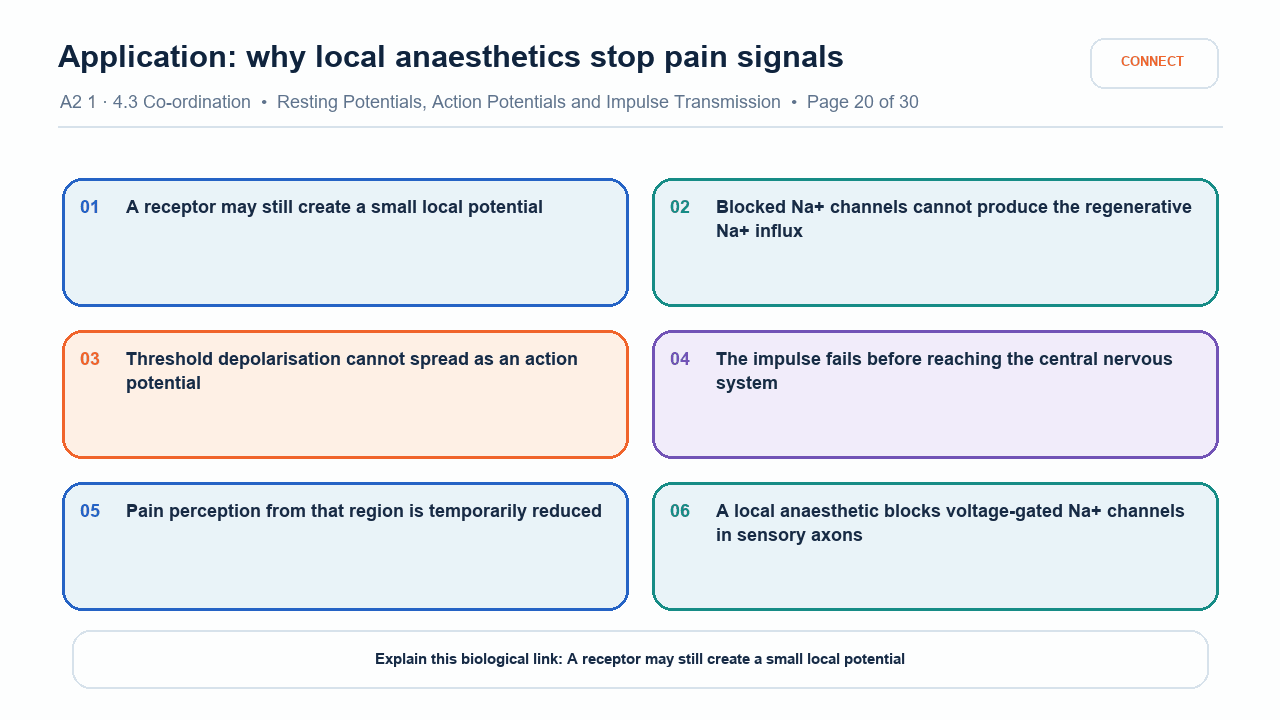 Application: why local anaesthetics stop pain signals
CONNECT
A2 1 · 4.3 Co-ordination • Resting Potentials, Action Potentials and Impulse Transmission • Page 20 of 30
01 A receptor may still create a small local potential
02 Blocked Na+ channels cannot produce the regenerative
Na+ influx
03 Threshold depolarisation cannot spread as an action
potential
04 The impulse fails before reaching the central nervous
system
05 Pain perception from that region is temporarily reduced
06 A local anaesthetic blocks voltage-gated Na+ channels
in sensory axons
Explain this biological link: A receptor may still create a small local potential